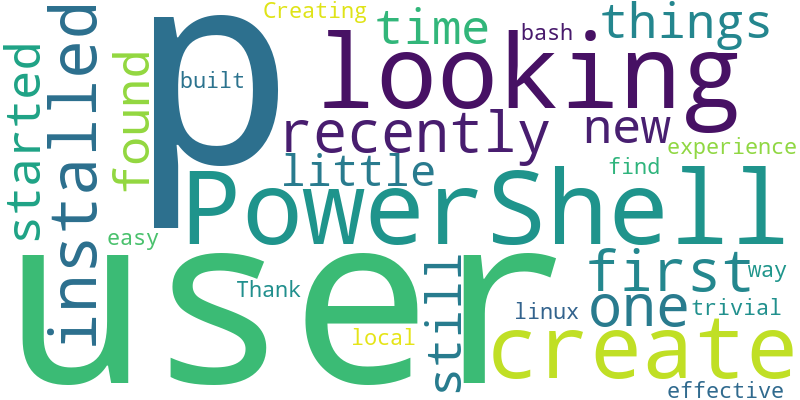 Creating
time
bash
things
p
looking
built
started
installed
found
recently
new
experience
little
find
PowerShell
easy
user
first
way
Thank
still
one
linux
trivial
local
create
effective